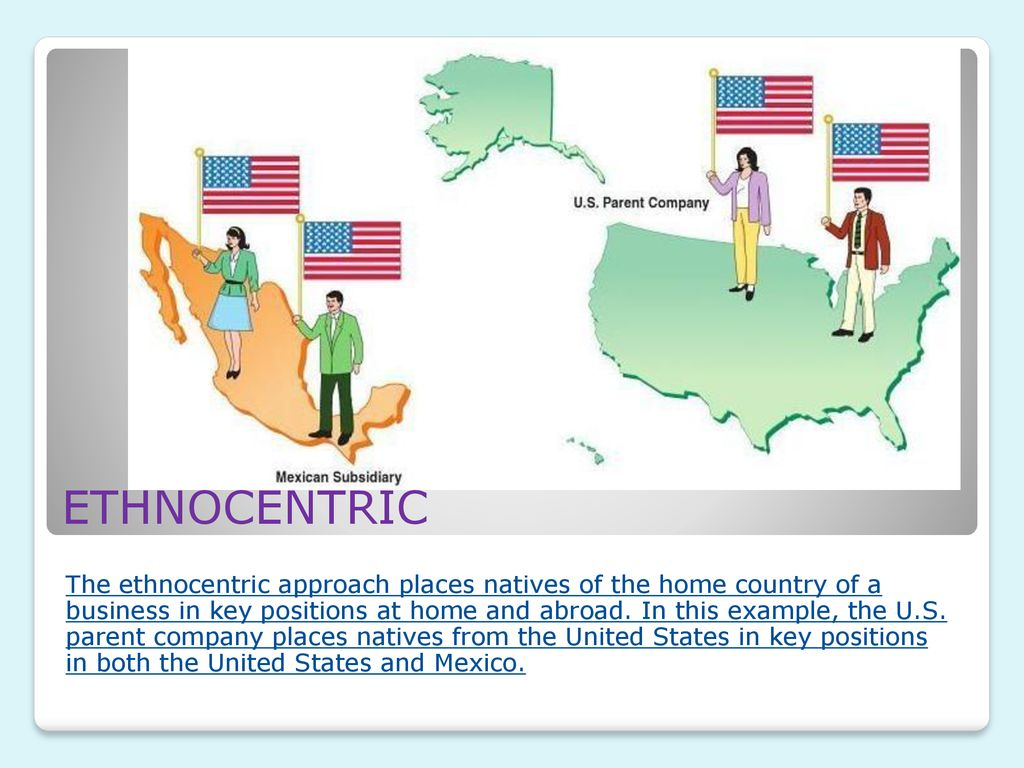 U.S. Parent Company
Mexican Subsidiary
ETHNOCENTRIC
The ethnocentric approach places natives of the home country of a
business in key positions at home and abroad. In this example, the U.S.
parent company places natives from the United States in key positions
in both the United States and Mexico.